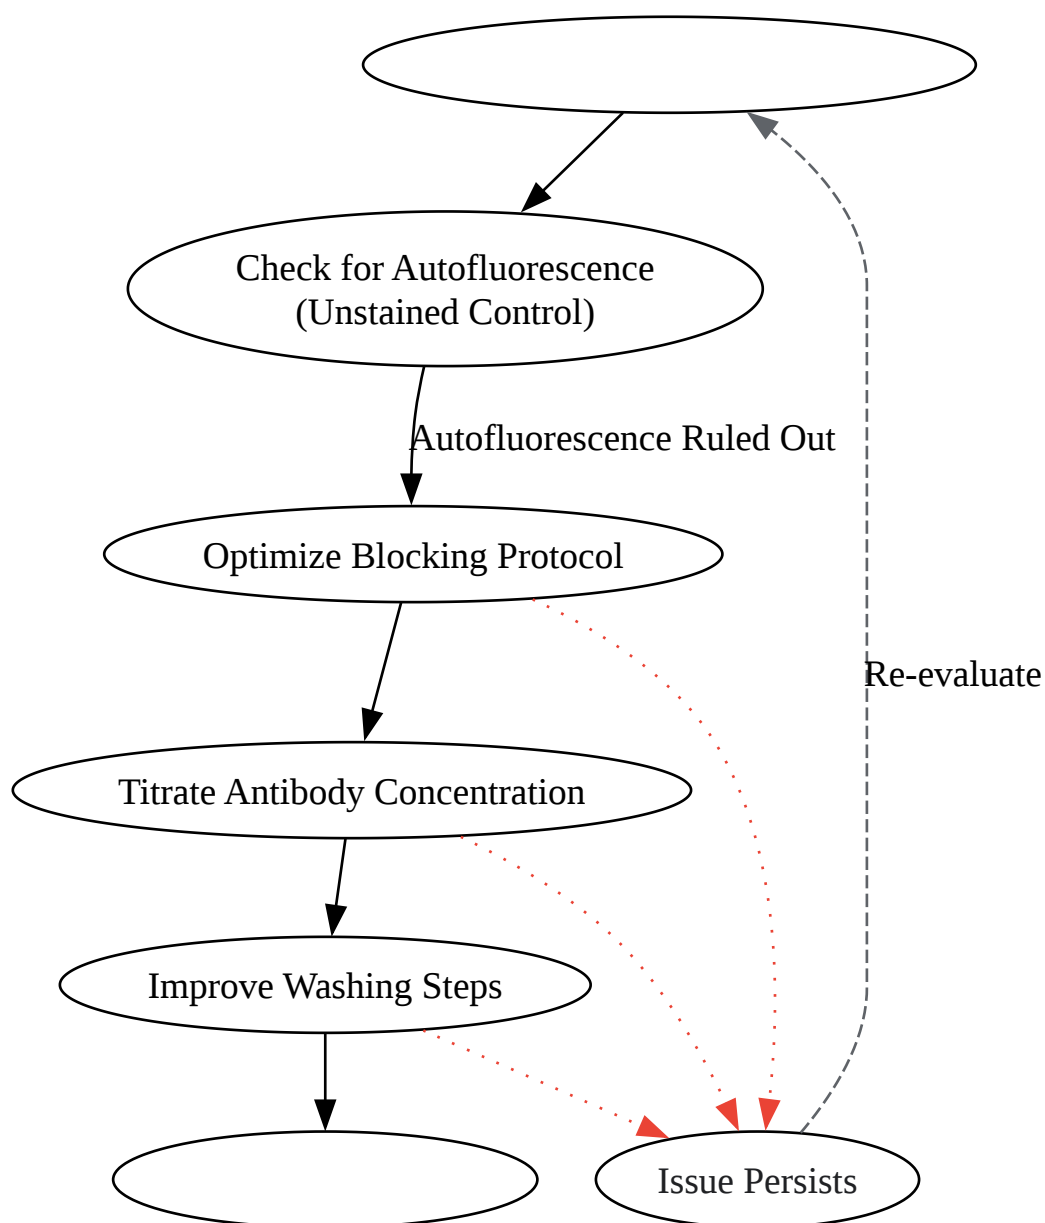 Check for Autofluorescence
(Unstained Control)
Autofluorescence Ruled Out
Optimize Blocking Protocol
Re-evaluate
Titrate Antibody Concentration
Improve Washing Steps
Issue Persists